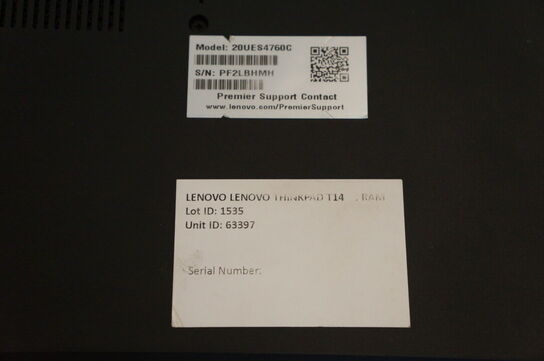 Model: 20UES4760C
S/N: PF2LBHMH
Premier Support Contact
www.lenovo.com/PremierSupport
LENOVO LENOVO THINKPAD T14 RAM
Lot ID: 1535
Unit ID: 63397
Serial Number: